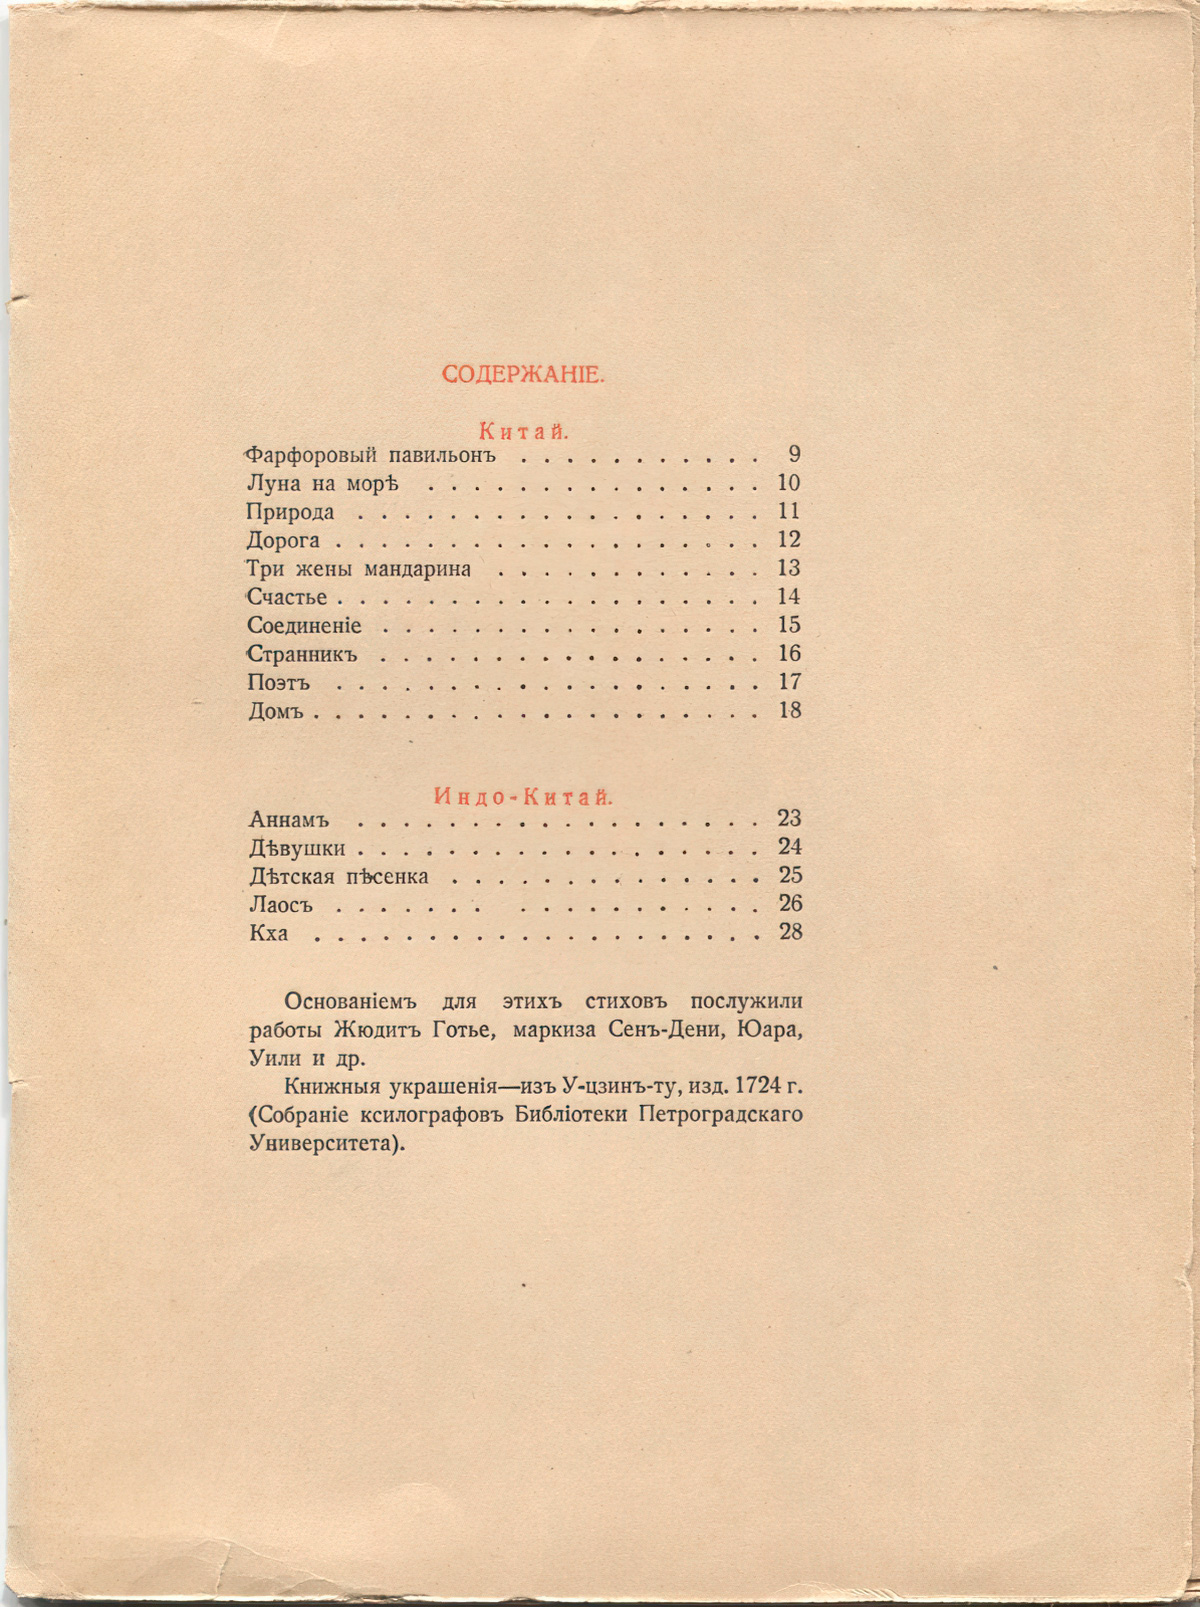 СОДЕРЖАНІЕ.
Китай.
Фарфоровый павильонъ . . . . . . . . . . . 9
Луна на морѣ . . . . . . . . . . . . . . . 10
Природа . . . . . . . . . . . . . . . . . . 11
Дорога . . . . . . . . . . . . . . . . . . . 12
Три жены мандарина . . . . . . . . . . . . 13
Счастье . . . . . . . . . . . . . . . . . . . 14
Соединеніе . . . . . . . . . . . . . . . . . 15
Странникъ . . . . . . . . . . . . . . . . . 16
Поэтъ . . . . . . . . . . . . . . . . . . . 17
Домъ . . . . . . . . . . . . . . . . . . . . 18
Индо-Китай.
Аннамъ . . . . . . . . . . . . . . . . . . 23
Дѣвушки . . . . . . . . . . . . . . . . . . 24
Дѣтская пѣсенка . . . . . . . . . . . . . . 25
Лаосъ . . . . . . . . . . . . . . . . . . 26
Кха . . . . . . . . . . . . . . . . . . . . 28
Основаніемъ для этихъ стиховъ послужили
работы Жюдитъ Готье, маркиза Сенъ-Дени, Юара,
Уили и др.
Книжныя украшенія—изъ У-цзинъ-ту, изд. 1724 г.
(Собраніе ксилографовъ Библіотеки Петроградскаго
Университета).